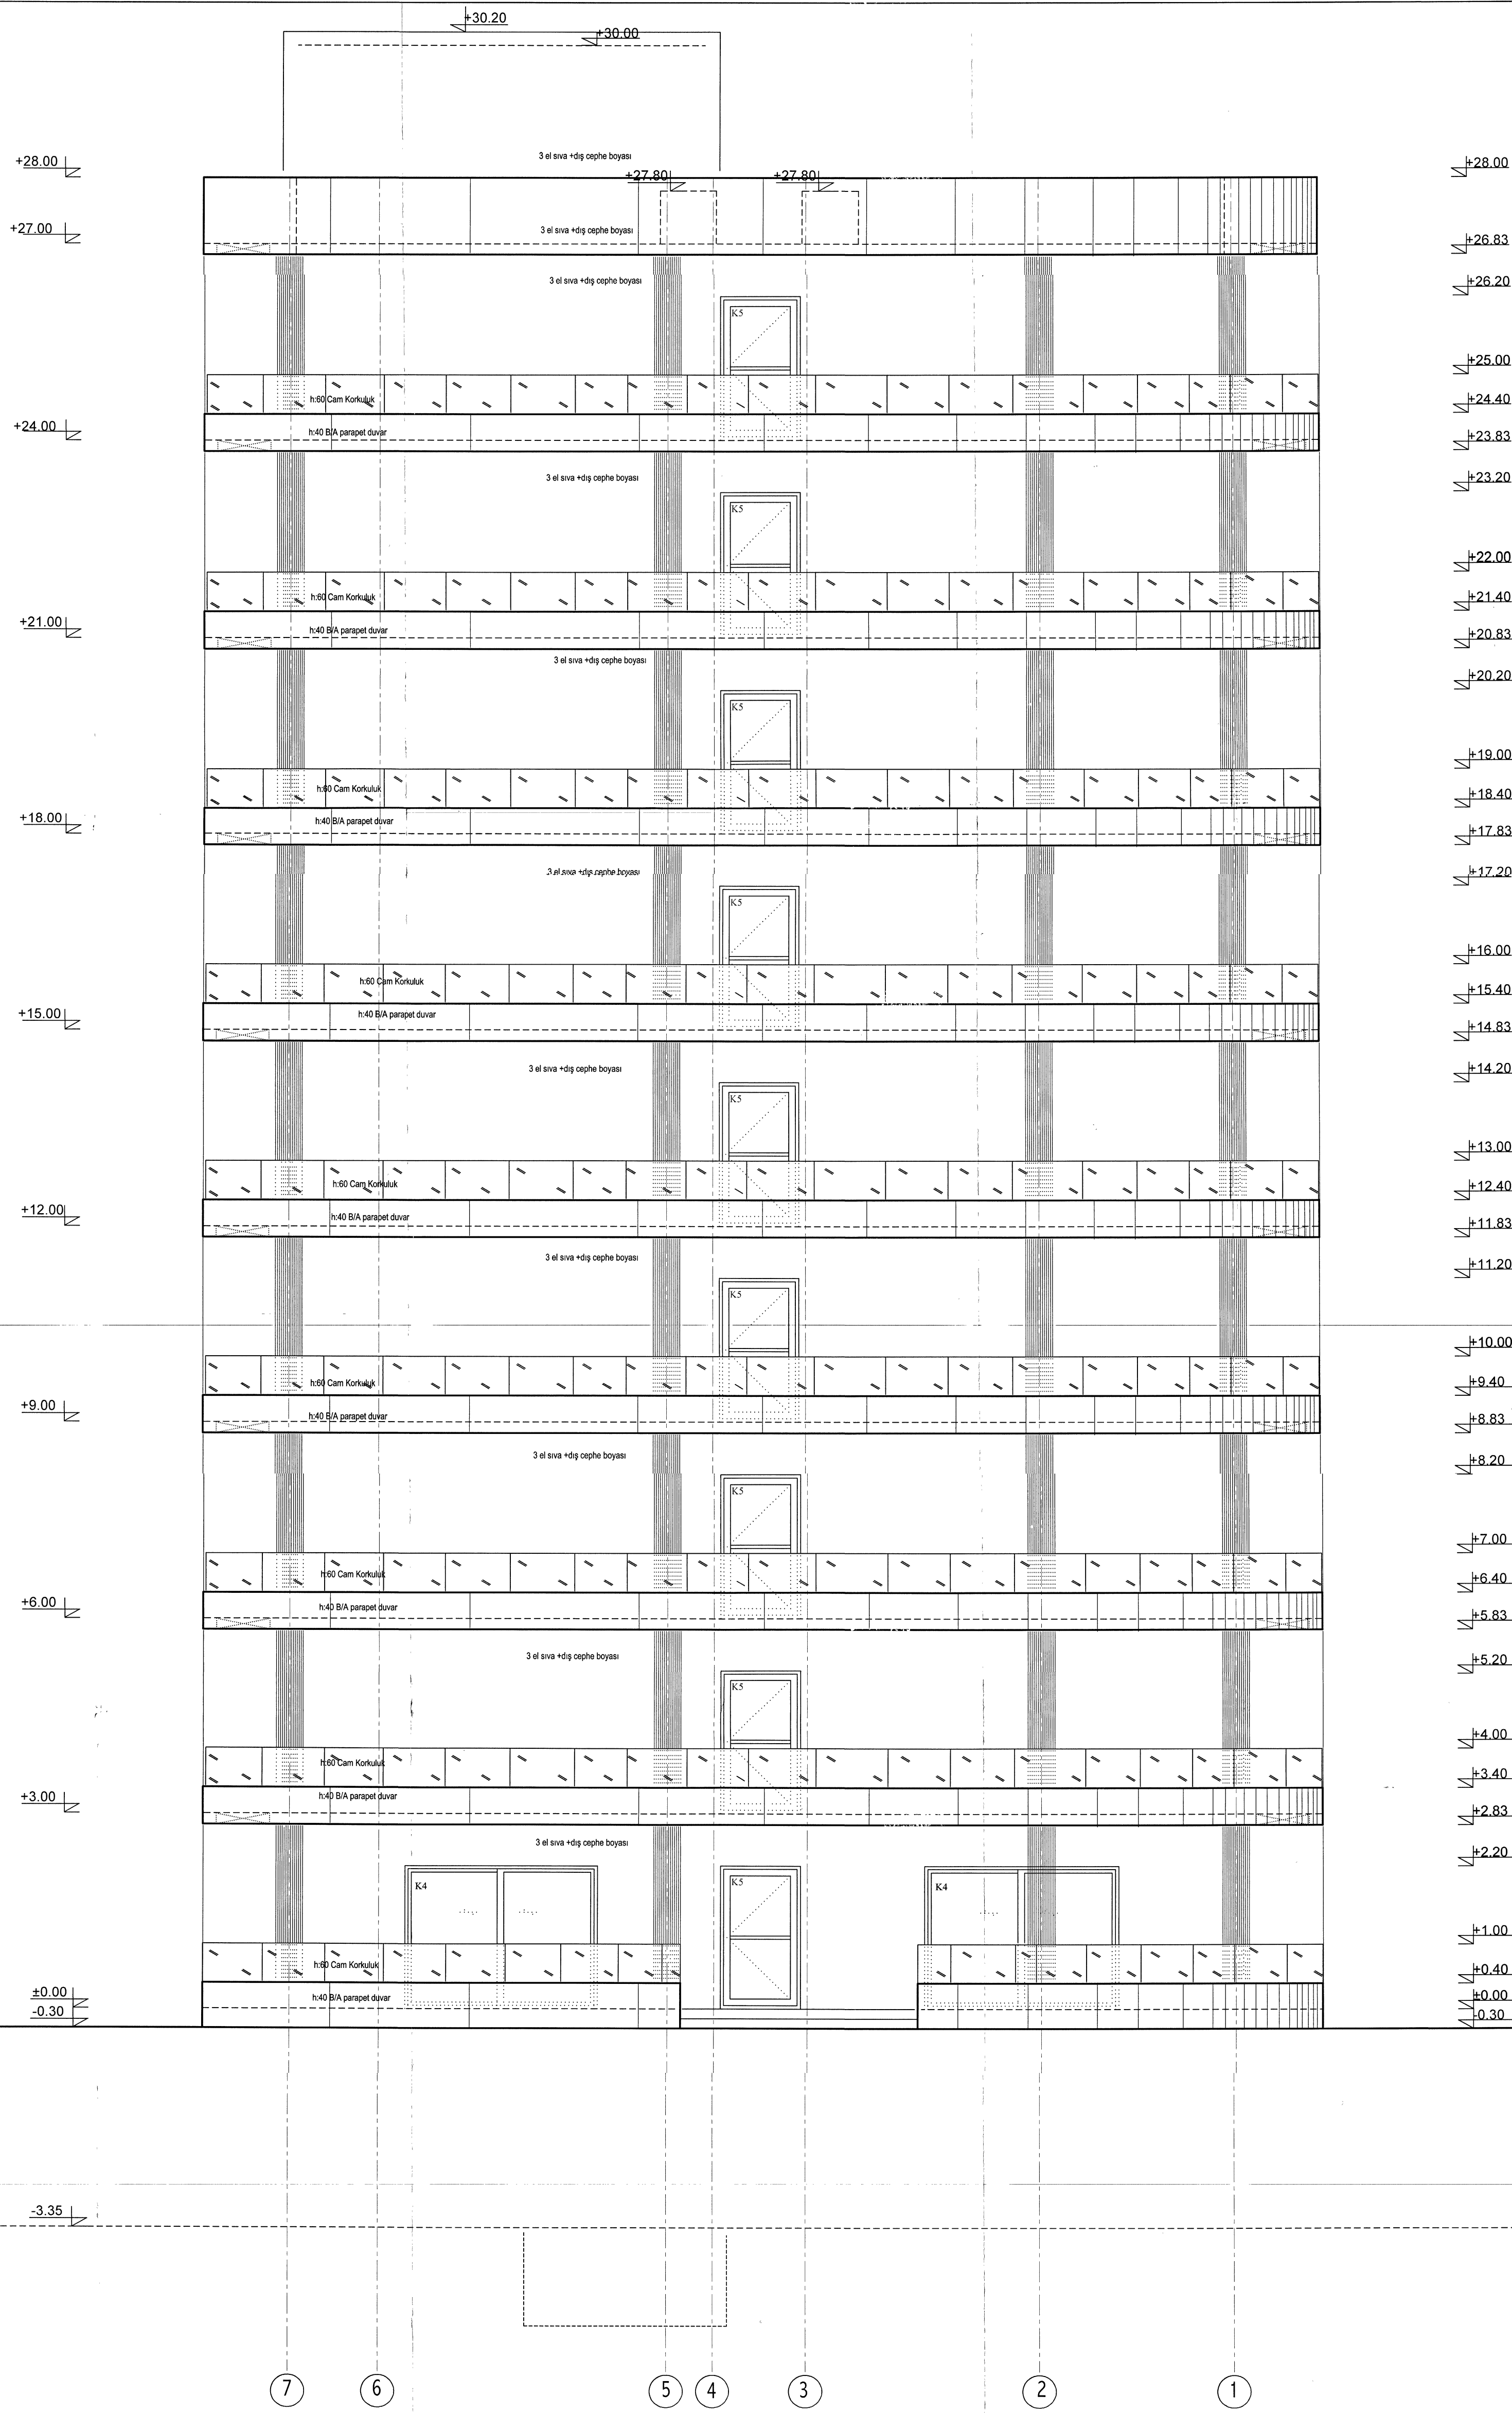 +30.20
+30.00
3 el sıva +dış cephe boyası
+28.00
+28.00
+27.80
+27.80
+27.00
3 el sıva +dış cephe boyası
+26.83
3 el sıva +dış cephe boyası
+26.20
K5
+25.00
h:60 Cam Korkuluk
+24.40
+24.00
h:40 B/A parapet duvar
+23.83
3 el sıva +dış cephe boyası
+23.20
K5
+22.00
h:60 Cam Korkuluk
+21.40
+21.00
h:40 B/A parapet duvar
+20.83
3 el sıva +dış cephe boyası
+20.20
K5
+19.00
h:60 Cam Korkuluk
+18.40
+18.00
h:40 B/A parapet duvar
+17.83
3 el sıva +dış cephe boyası
+17.20
K5
+16.00
h:60 Cam Korkuluk
+15.40
+15.00
h:40 B/A parapet duvar
+14.83
3 el sıva +dış cephe boyası
+14.20
K5
+13.00
h:60 Cam Korkuluk
+12.40
+12.00
h:40 B/A parapet duvar
+11.83
3 el sıva +dış cephe boyası
+11.20
K5
+10.00
h:60 Cam Korkuluk
+9.40
+9.00
h:40 B/A parapet duvar
+8.83
3 el sıva +dış cephe boyası
+8.20
K5
+7.00
h:60 Cam Korkuluk
+6.40
+6.00
h:40 B/A parapet duvar
+5.83
3 el sıva +dış cephe boyası
+5.20
K5
+4.00
h:60 Cam Korkuluk
+3.40
+3.00
h:40 B/A parapet duvar
+2.83
3 el sıva +dış cephe boyası
+2.20
K4
K5
K4
+1.00
h:60 Cam Korkuluk
+0.40
±0.00
h:40 B/A parapet duvar
±0.00
-0.30
-0.30
-3.35
7 6 5 4 3 2 1